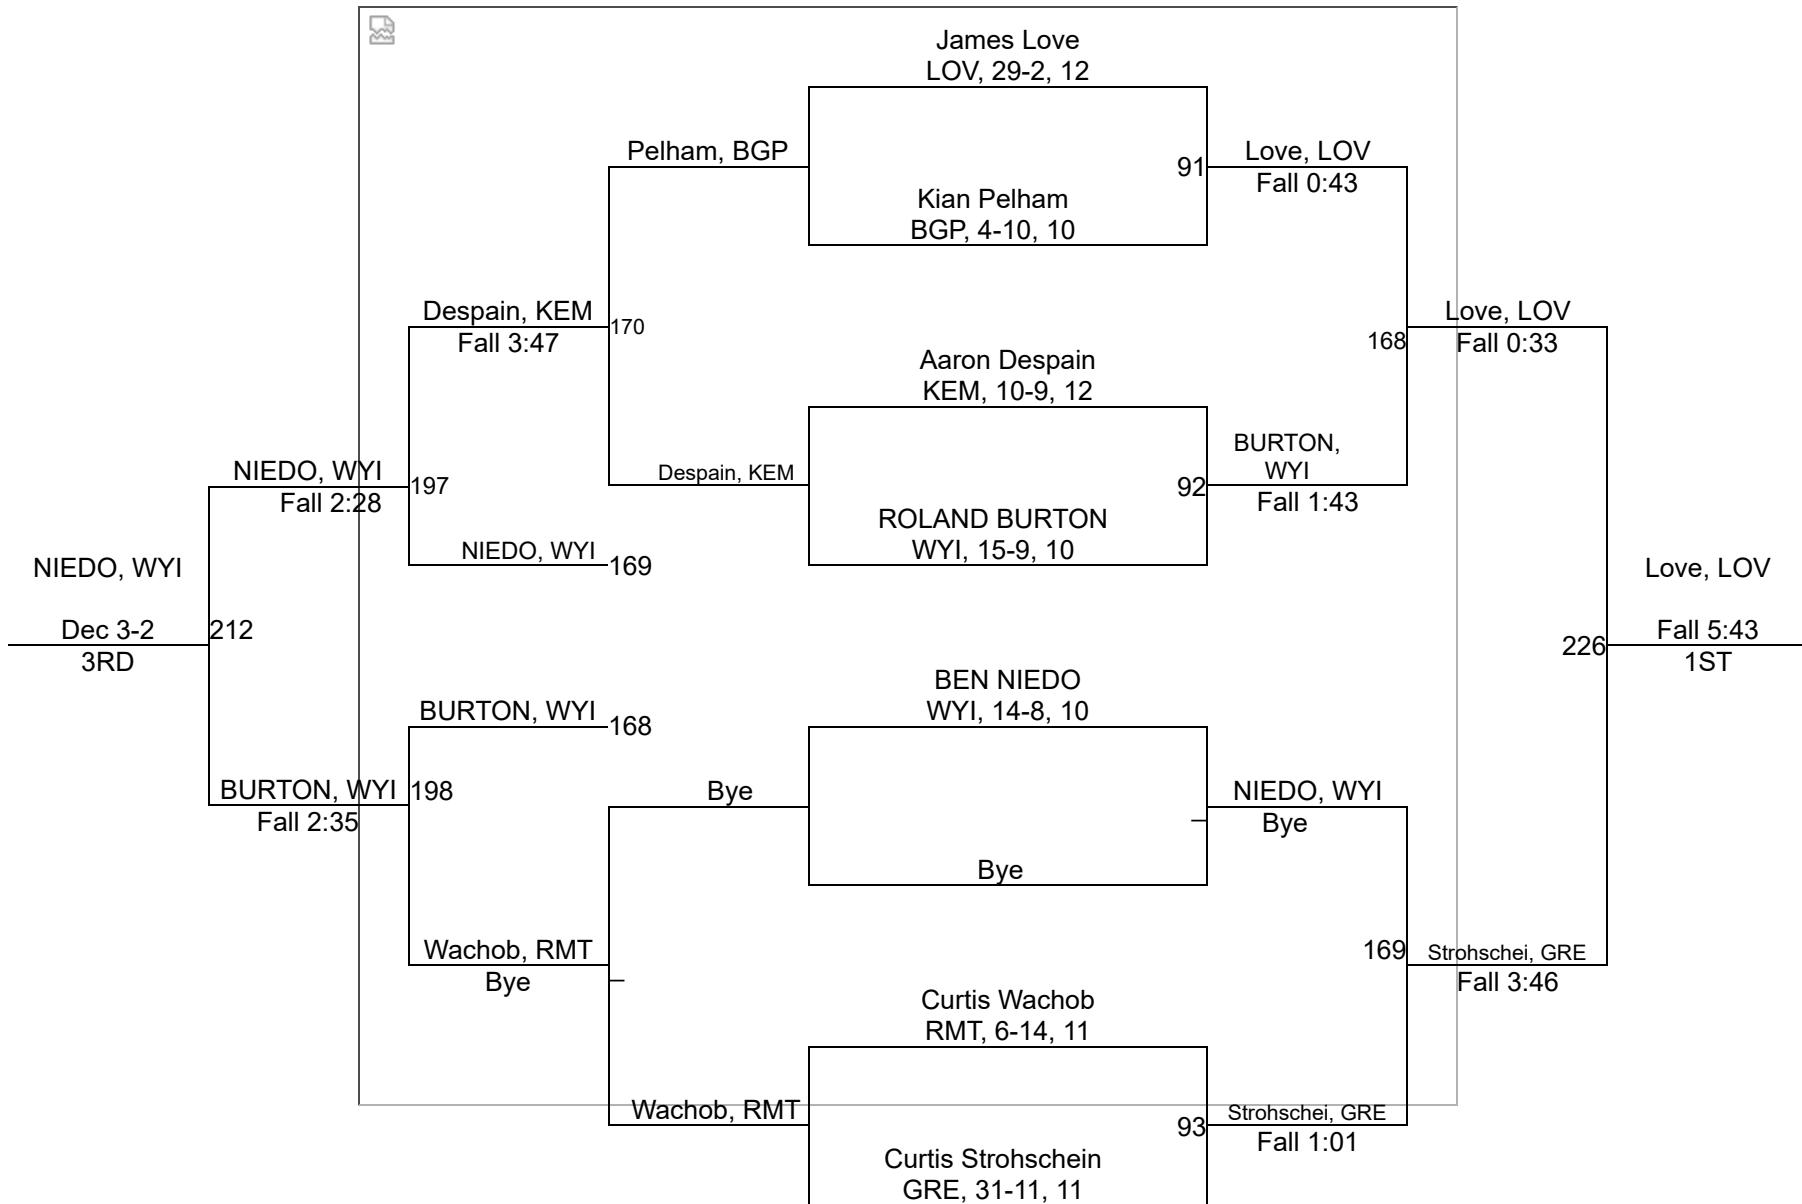 James Love
LOV, 29-2, 12
Pelham, BGP
91
Love, LOV
Fall 0:43
Kian Pelham
BGP, 4-10, 10
Despain, KEM
Fall 3:47
170
Love, LOV
Fall 0:33
168
Aaron Despain
KEM, 10-9, 12
BURTON,
WYI
Fall 1:43
NIEDO, WYI
Fall 2:28
197
Despain, KEM
92
ROLAND BURTON
WYI, 15-9, 10
NIEDO, WYI
169
NIEDO, WYI
Dec 3-2
3RD
212
Love, LOV
Fall 5:43
1ST
226
BEN NIEDO
WYI, 14-8, 10
BURTON, WYI
168
BURTON, WYI
Fall 2:35
198
Bye
NIEDO, WYI
Bye
Bye
Wachob, RMT
Bye
169
Strohschei, GRE
Fall 3:46
Curtis Wachob
RMT, 6-14, 11
Wachob, RMT
93
Strohschei, GRE
Fall 1:01
Curtis Strohschein
GRE, 31-11, 11